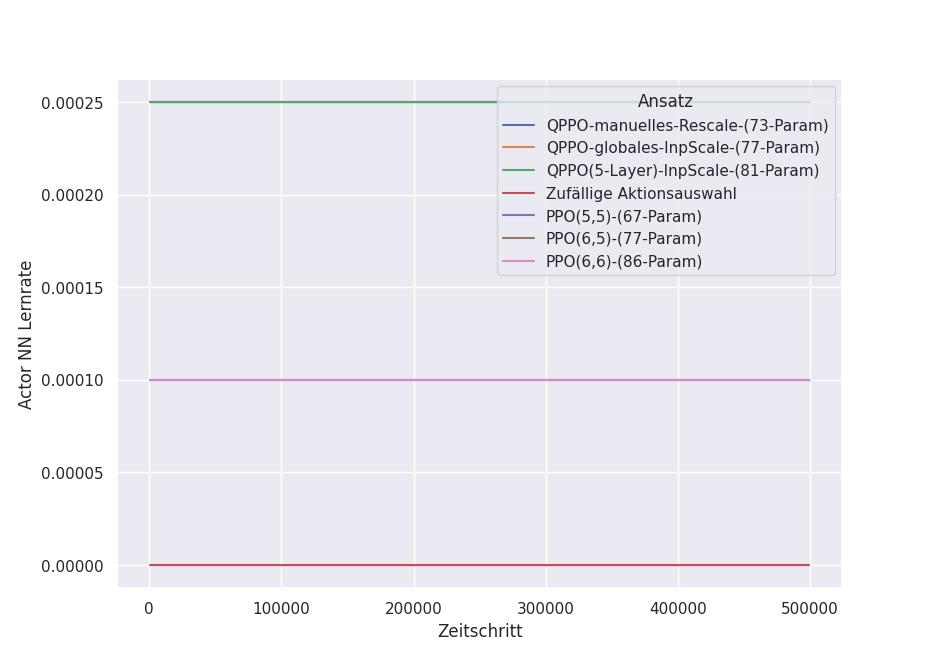 0.00025
0.00020
0.00015
0.00010
0.00005
0.00000
Actor NN Lernrate
Ansatz
QPPO-manuelles-Rescale-(73-Param)
QPPO-globales-InpScale-(77-Param)
QPPO(5-Layer)-InpScale-(81-Param)
Zufällige Aktionsauswahl
PPO(5,5)-(67-Param)
PPO(6,5)-(77-Param)
PPO(6,6)-(86-Param)
0 100000 200000 300000 400000 500000
Zeitschritt